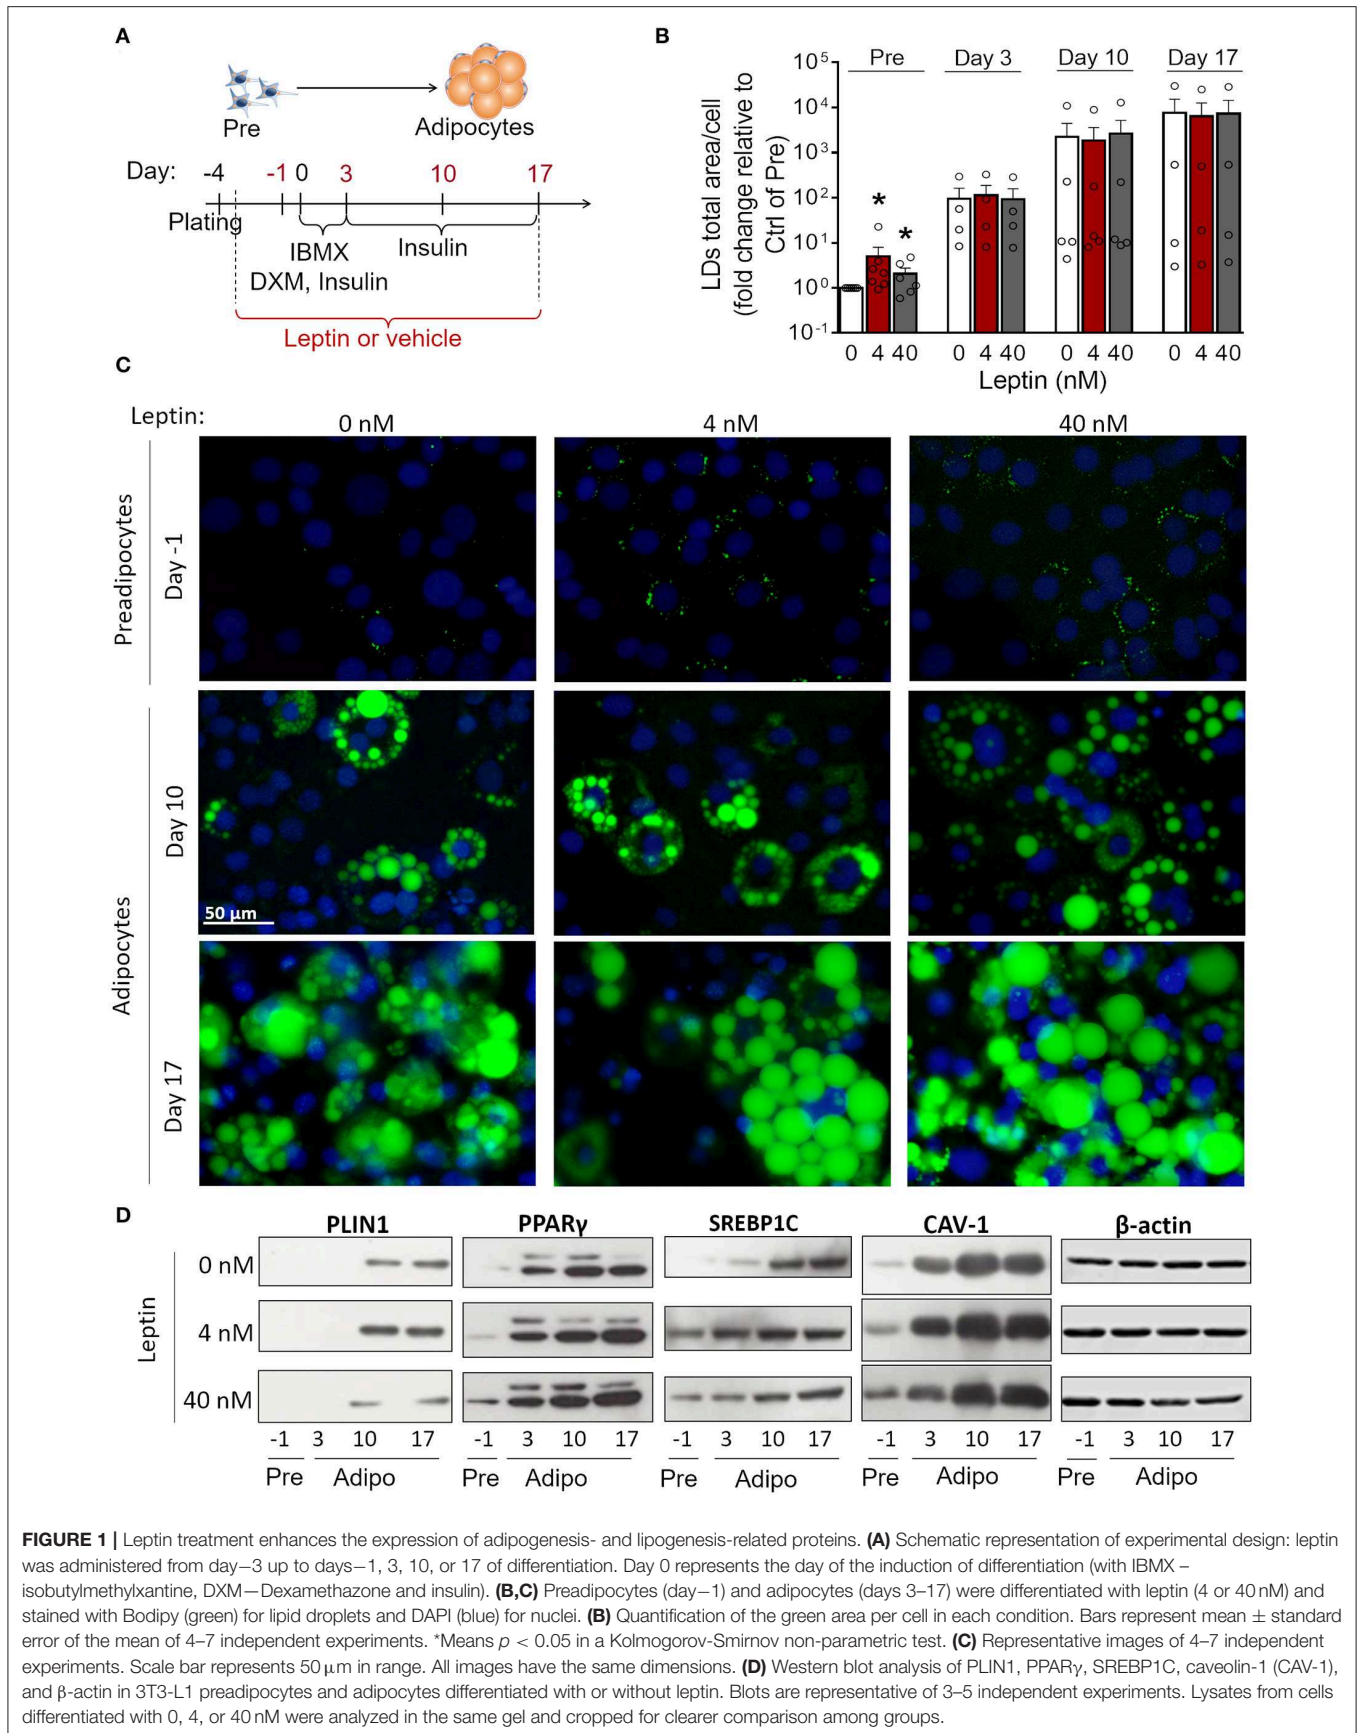 A
Pre
Adipocytes
Day: -4 -1 0 3 10 17
Plating
IBMX
DXM, Insulin
Insulin
Leptin or vehicle
B
LDs total area/cell
(fold change relative to
Ctrl of Pre)
10^5
10^4
10^3
10^2
10^1
10^0
10^-1
Pre Day 3 Day 10 Day 17
* *
0 4 40 0 4 40 0 4 40 0 4 40
Leptin (nM)
C
Leptin: 0 nM 4 nM 40 nM
Preadipocytes
Day -1
Adipocytes
Day 10
50 µm
Day 17
D
PLIN1 PPARγ SREBP1C CAV-1 β-actin
Leptin
0 nM
4 nM
40 nM
-1 3 10 17 -1 3 10 17 -1 3 10 17 -1 3 10 17 -1 3 10 17
Pre Adipo Pre Adipo Pre Adipo Pre Adipo Pre Adipo
FIGURE 1 | Leptin treatment enhances the expression of adipogenesis- and lipogenesis-related proteins. (A) Schematic representation of experimental design: leptin
was administered from day−3 up to days−1, 3, 10, or 17 of differentiation. Day 0 represents the day of the induction of differentiation (with IBMX –
isobutylmethylxantine, DXM—Dexamethazone and insulin). (B,C) Preadipocytes (day−1) and adipocytes (days 3–17) were differentiated with leptin (4 or 40 nM) and
stained with Bodipy (green) for lipid droplets and DAPI (blue) for nuclei. (B) Quantification of the green area per cell in each condition. Bars represent mean ± standard
error of the mean of 4–7 independent experiments. *Means p < 0.05 in a Kolmogorov-Smirnov non-parametric test. (C) Representative images of 4–7 independent
experiments. Scale bar represents 50 µm in range. All images have the same dimensions. (D) Western blot analysis of PLIN1, PPARγ, SREBP1C, caveolin-1 (CAV-1),
and β-actin in 3T3-L1 preadipocytes and adipocytes differentiated with or without leptin. Blots are representative of 3–5 independent experiments. Lysates from cells
differentiated with 0, 4, or 40 nM were analyzed in the same gel and cropped for clearer comparison among groups.